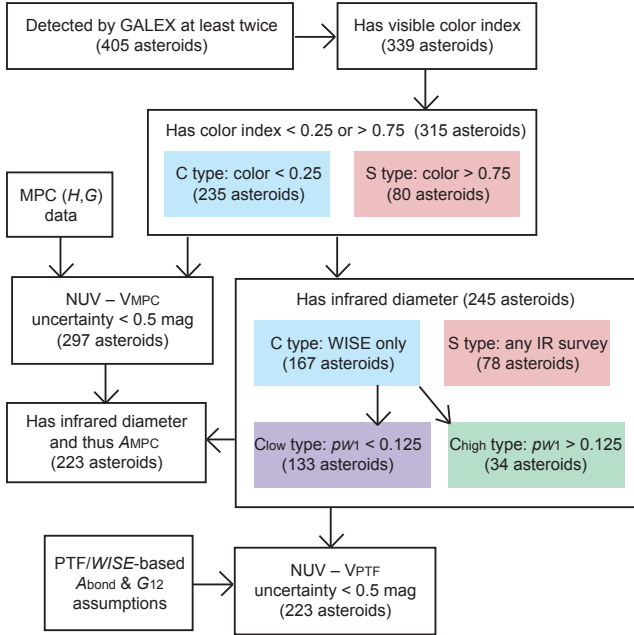 Detected by GALEX at least twice
(405 asteroids)
Has visible color index
(339 asteroids)
Has color index < 0.25 or > 0.75 (315 asteroids)
C type: color < 0.25
(235 asteroids)
S type: color > 0.75
(80 asteroids)
MPC (H,G)
data
NUV – VMPC
uncertainty < 0.5 mag
(297 asteroids)
Has infrared diameter (245 asteroids)
C type: WISE only
(167 asteroids)
S type: any IR survey
(78 asteroids)
Has infrared diameter
and thus AMPC
(223 asteroids)
Clow type: pW1 < 0.125
(133 asteroids)
Chigh type: pW1 > 0.125
(34 asteroids)
PTF/WISE-based
Abond & G12
assumptions
NUV – VPTF
uncertainty < 0.5 mag
(223 asteroids)